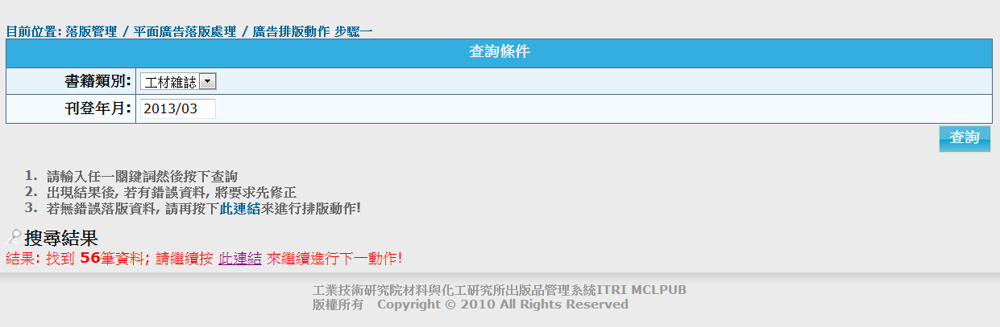 目前位置: 落版管理 / 平面廣告落版處理 / 廣告排版動作 步驟一
查詢條件
書籍類別: 工材雜誌
刊登年月: 2013/03
查詢
1. 請輸入任一關鍵詞然後按下查詢
2. 出現結果後, 若有錯誤資料, 將要求先修正
3. 若無錯誤落版資料, 請再按下此連結來進行排版動作!
搜尋結果
結果: 找到 56筆資料; 請繼續按 此連結 來繼續進行下一動作!
工業技術研究院材料與化工研究所出版品管理系統ITRI MCLPUB
版權所有 Copyright © 2010 All Rights Reserved